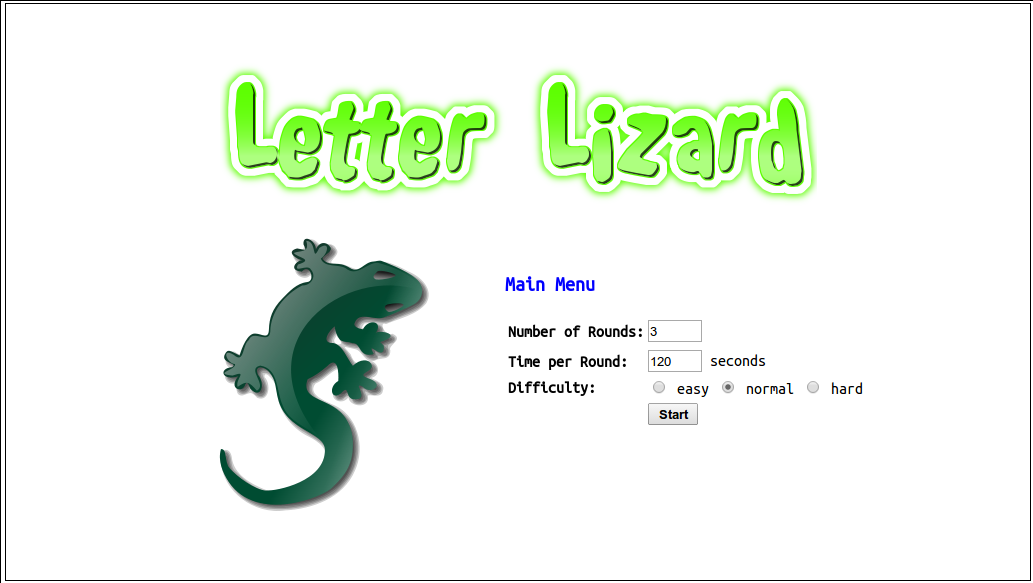 Letter Lizard
Main Menu
Number of Rounds: 3
Time per Round: 120 seconds
Difficulty: easy normal hard
Start